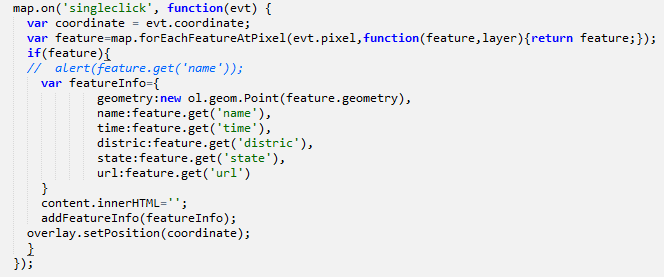 map.on('singleclick', function(evt) {
var coordinate = evt.coordinate;
var feature=map.forEachFeatureAtPixel(evt.pixel,function(feature,layer){return feature;});
if(feature){
//  alert(feature.get('name'));
var featureInfo={
geometry:new ol.geom.Point(feature.geometry),
name:feature.get('name'),
time:feature.get('time'),
distric:feature.get('distric'),
state:feature.get('state'),
url:feature.get('url')
}
content.innerHTML='';
addFeatureInfo(featureInfo);
overlay.setPosition(coordinate);
}
});